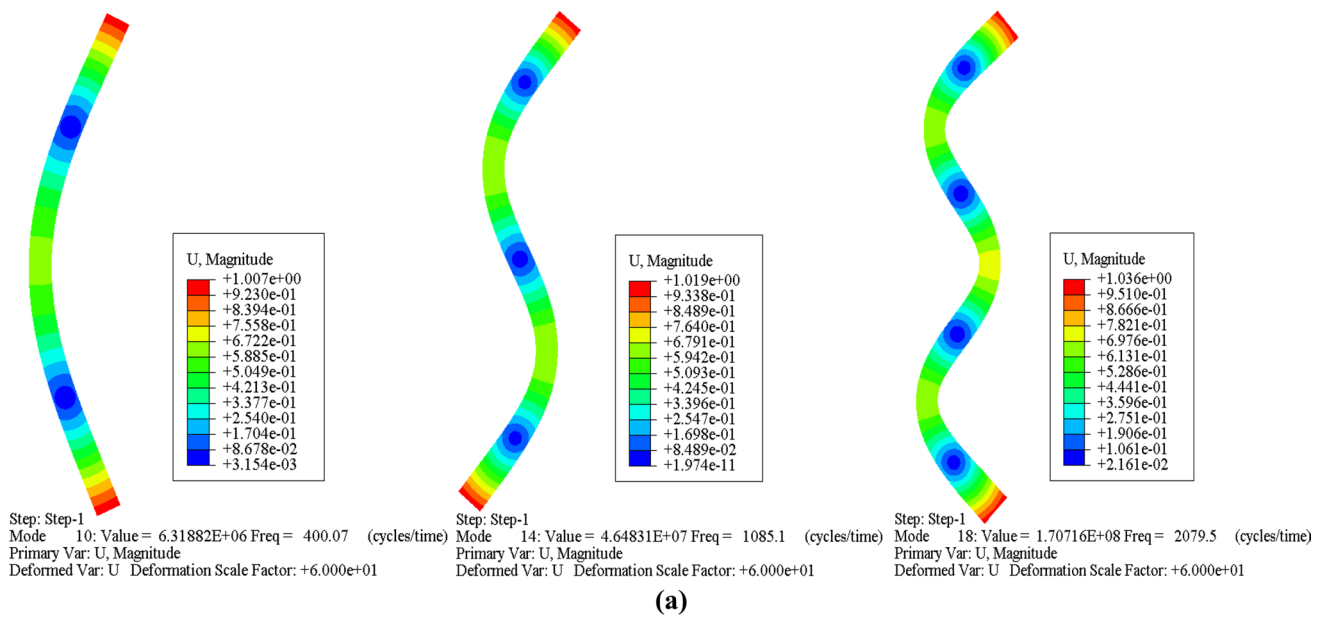 U, Magnitude
+1.007e+00
+9.230e-01
+8.394e-01
+7.558e-01
+6.722e-01
+5.885e-01
+5.049e-01
+4.213e-01
+3.377e-01
+2.540e-01
+1.704e-01
+8.678e-02
+3.154e-03
Step: Step-1
Mode 10: Value = 6.31882E+06 Freq = 400.07 (cycles/time)
Primary Var: U, Magnitude
Deformed Var: U Deformation Scale Factor: +6.000e+01
U, Magnitude
+1.019e+00
+9.338e-01
+8.489e-01
+7.640e-01
+6.791e-01
+5.942e-01
+5.093e-01
+4.245e-01
+3.396e-01
+2.547e-01
+1.698e-01
+8.489e-02
+1.974e-11
Step: Step-1
Mode 14: Value = 4.64831E+07 Freq = 1085.1 (cycles/time)
Primary Var: U, Magnitude
Deformed Var: U Deformation Scale Factor: +6.000e+01
U, Magnitude
+1.036e+00
+9.510e-01
+8.666e-01
+7.821e-01
+6.976e-01
+6.131e-01
+5.286e-01
+4.441e-01
+3.596e-01
+2.751e-01
+1.906e-01
+1.061e-01
+2.161e-02
Step: Step-1
Mode 18: Value = 1.70716E+08 Freq = 2079.5 (cycles/time)
Primary Var: U, Magnitude
Deformed Var: U Deformation Scale Factor: +6.000e+01
(a)